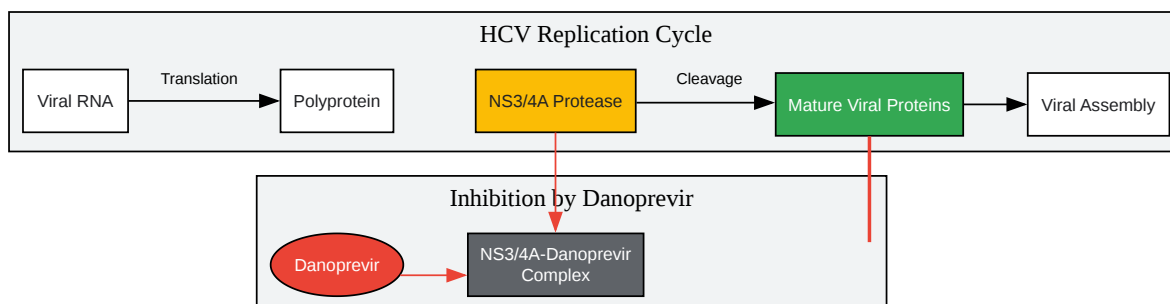 HCV Replication Cycle
Viral RNA
Translation
Polyprotein
NS3/4A Protease
Cleavage
Mature Viral Proteins
Viral Assembly
Inhibition by Danoprevir
Danoprevir
NS3/4A-Danoprevir
Complex